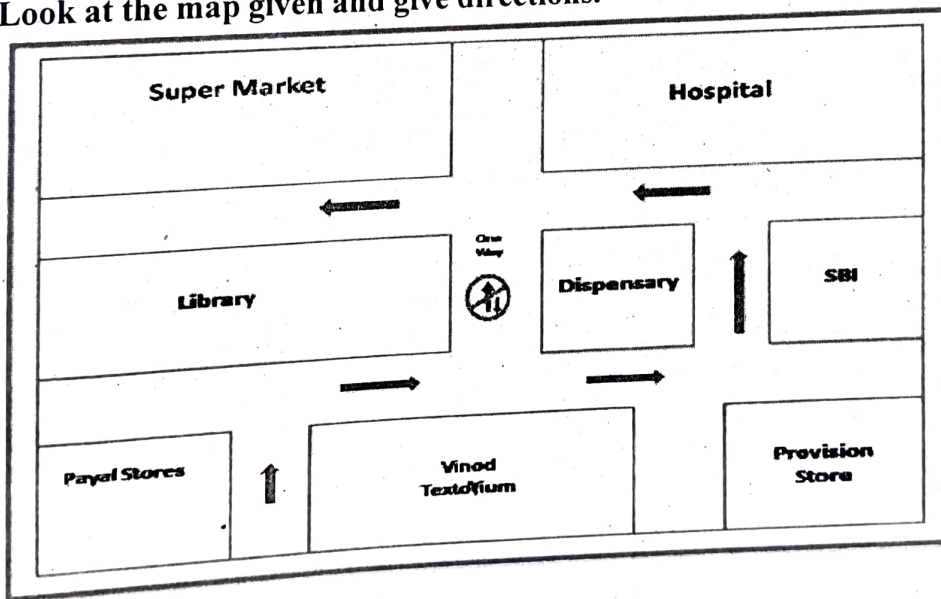 Look at the map given and give directions.
Super Market
Hospital
One
Way
Library
Dispensary
SBI
Payal Stores
Vinod
Provision
Store